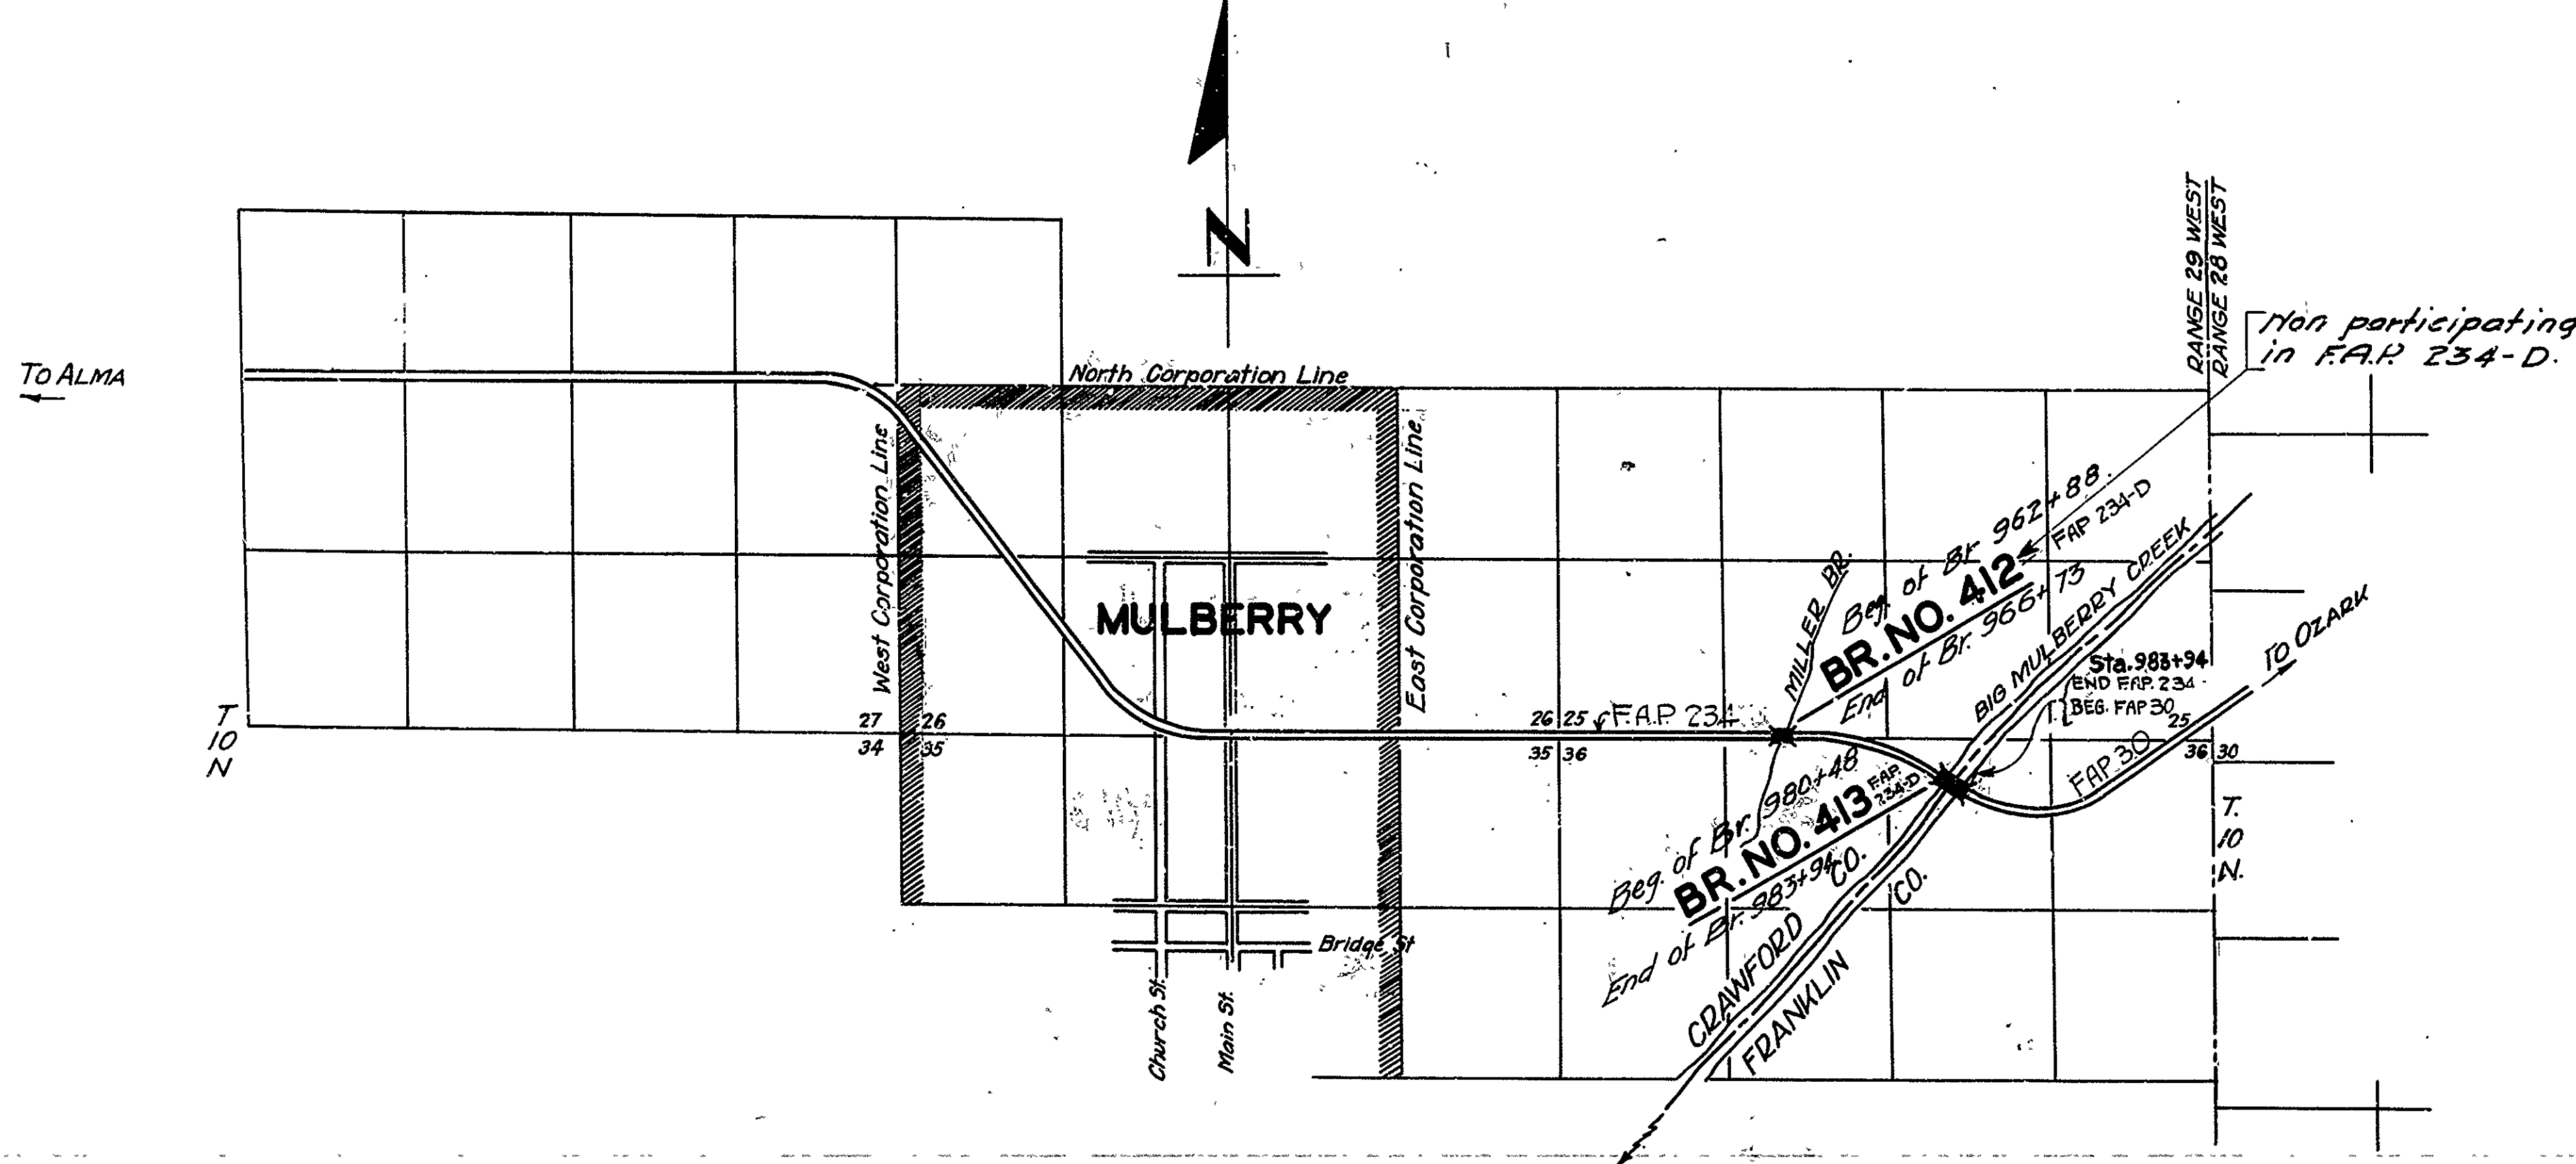 N
TO ALMA
RANGE 29 WEST
RANGE 28 WEST
Non participating
in F.A.P. 234-D.
North Corporation Line
West Corporation Line
East Corporation Line
MULBERRY
MILLER BR.
Beg. of Br 962+88.
BR. NO. 412
FAP 234-D
End of Br. 966+73
BIG MULBERRY CREEK
Sta. 983+94
END F.A.P. 234
BEG. FAP 30
TO OZARK
T
10
N
27 26
34 35
26 25
35 36
F.A.P. 234
25
36 30
FAP 30
T.
10
N.
Beg. of Br. 980+48
BR. NO. 413
FAP
234-D
End of Br. 983+94
CRAWFORD CO.
FRANKLIN CO.
Bridge St
Church St.
Main St.